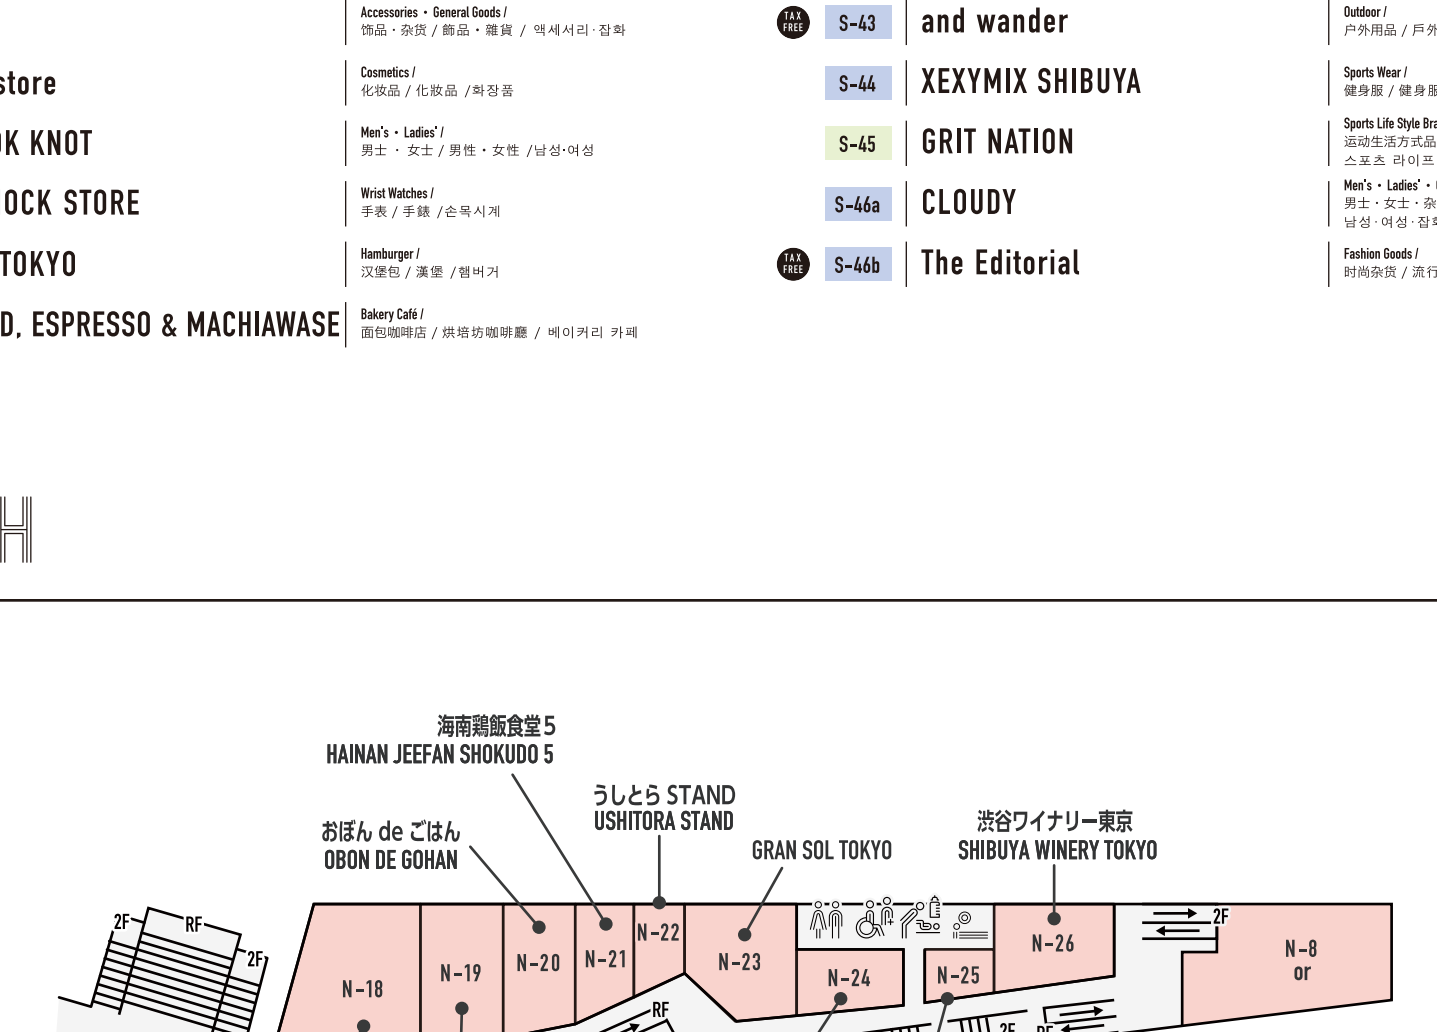 Accessories・General Goods /
饰品・杂货 / 飾品・雜貨 / 액세서리·잡화
store
Cosmetics /
化妆品 / 化妝品 /화장품
OK KNOT
Men's・Ladies' /
男士 ・ 女士 / 男性・女性 /남성·여성
OCK STORE
Wrist Watches /
手表 / 手錶 /손목시계
TOKYO
Hamburger /
汉堡包 / 漢堡 /햄버거
D, ESPRESSO & MACHIAWASE
Bakery Café /
面包咖啡店 / 烘培坊咖啡廳 / 베이커리 카페
TAX FREE
S-43
and wander
Outdoor /
户外用品 / 戶外
S-44
XEXYMIX SHIBUYA
Sports Wear /
健身服 / 健身服
S-45
GRIT NATION
Sports Life Style Bra
运动生活方式品
스포츠 라이프
S-46a
CLOUDY
Men's・Ladies'・
男士・女士・杂
남성·여성·잡화
TAX FREE
S-46b
The Editorial
Fashion Goods /
时尚杂货 / 流行
H
海南鶏飯食堂5
HAINAN JEEFAN SHOKUDO 5
うしとら STAND
USHITORA STAND
おぼん de ごはん
OBON DE GOHAN
GRAN SOL TOKYO
渋谷ワイナリー東京
SHIBUYA WINERY TOKYO
2F
RF
2F
N-18
N-19
N-20
N-21
N-22
N-23
N-24
N-25
N-26
2F
N-8
or
RF
2F
RF